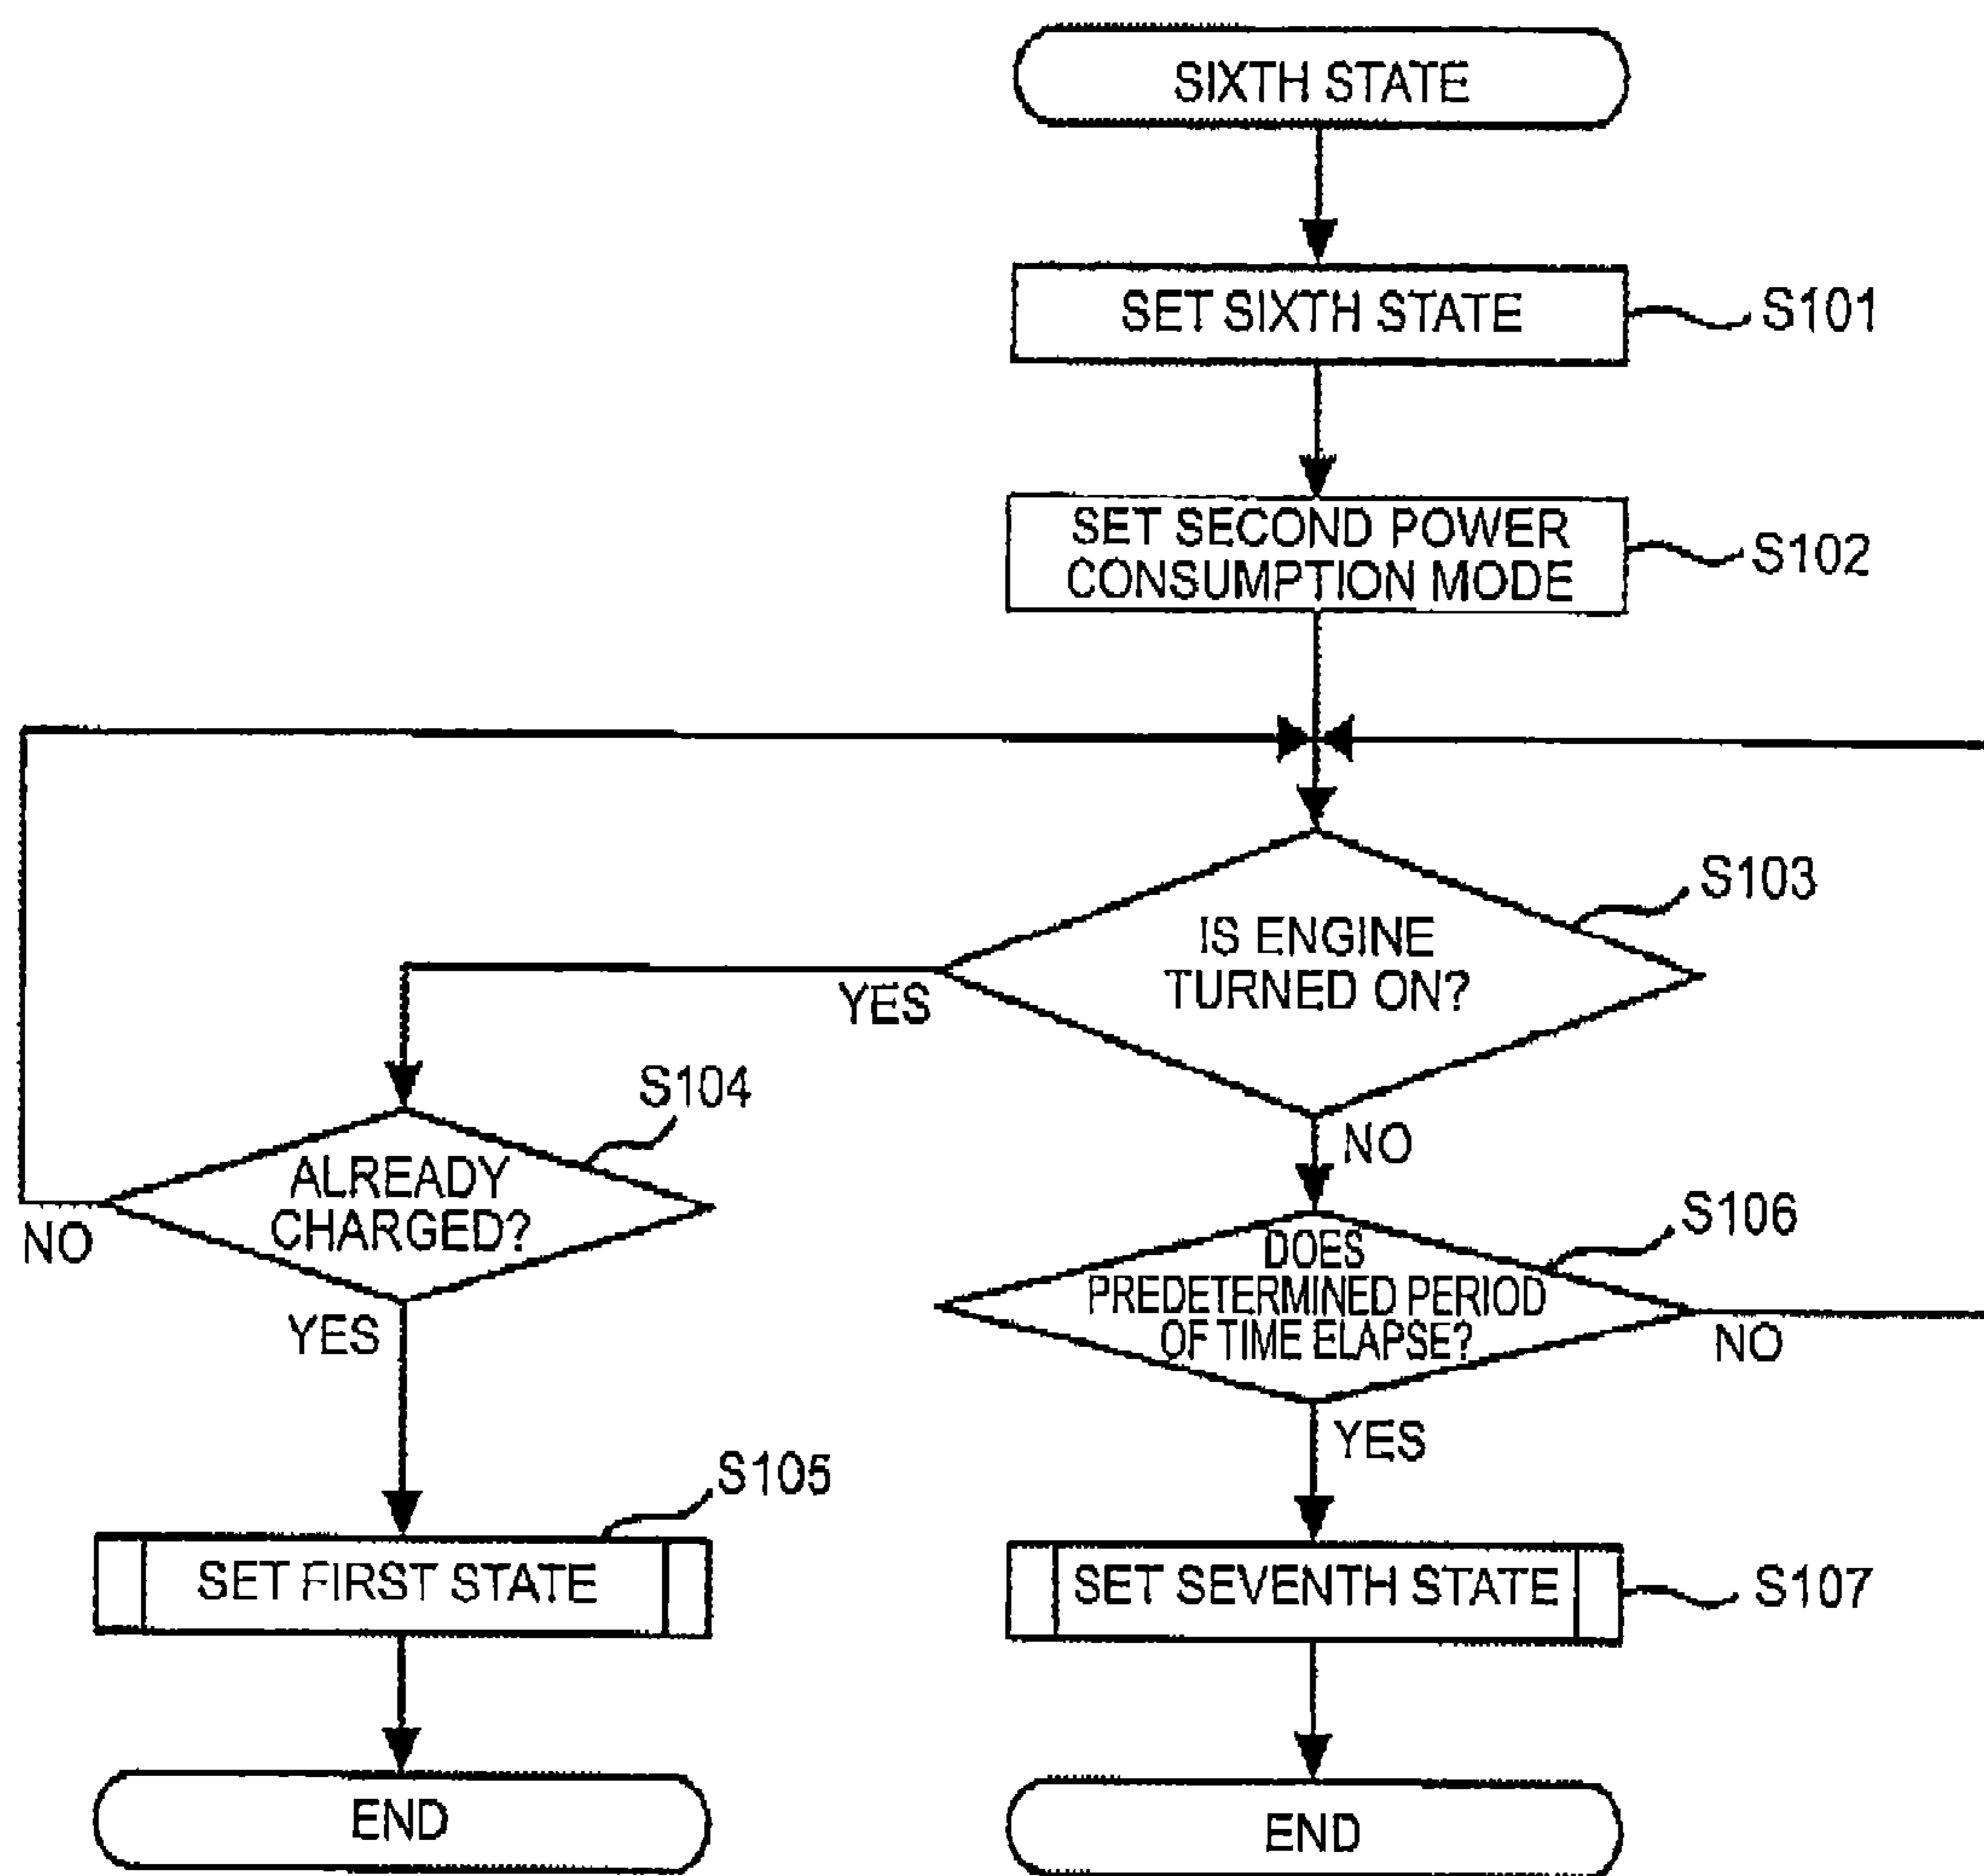 SIXTH STATE
SET SIXTH STATE
S101
SET SECOND POWER
CONSUMPTION MODE
S102
IS ENGINE
TURNED ON?
S103
YES
NO
ALREADY
CHARGED?
S104
NO
YES
DOES
PREDETERMINED PERIOD
OF TIME ELAPSE?
S106
NO
YES
SET FIRST STATE
S105
SET SEVENTH STATE
S107
END
END